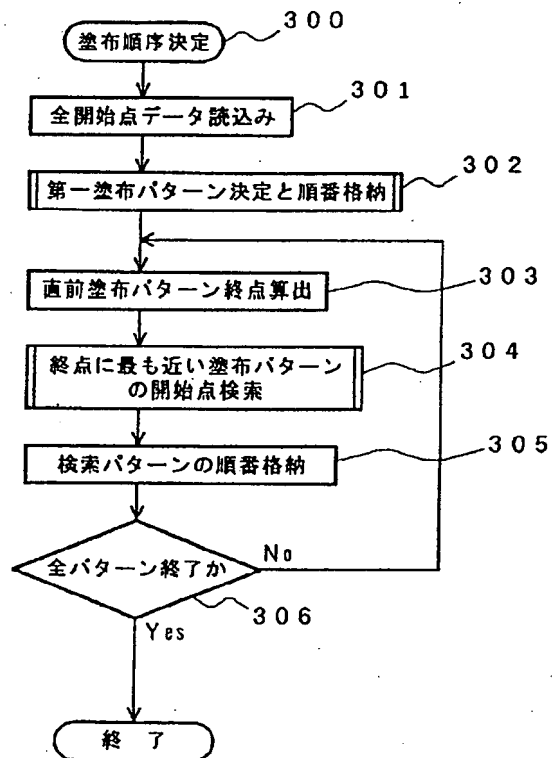 塗布順序決定
３００
全開始点データ読込み
３０１
第一塗布パターン決定と順番格納
３０２
直前塗布パターン終点算出
３０３
終点に最も近い塗布パターン
の開始点検索
３０４
検索パターンの順番格納
３０５
全パターン終了か
No
３０６
Yes
終 了